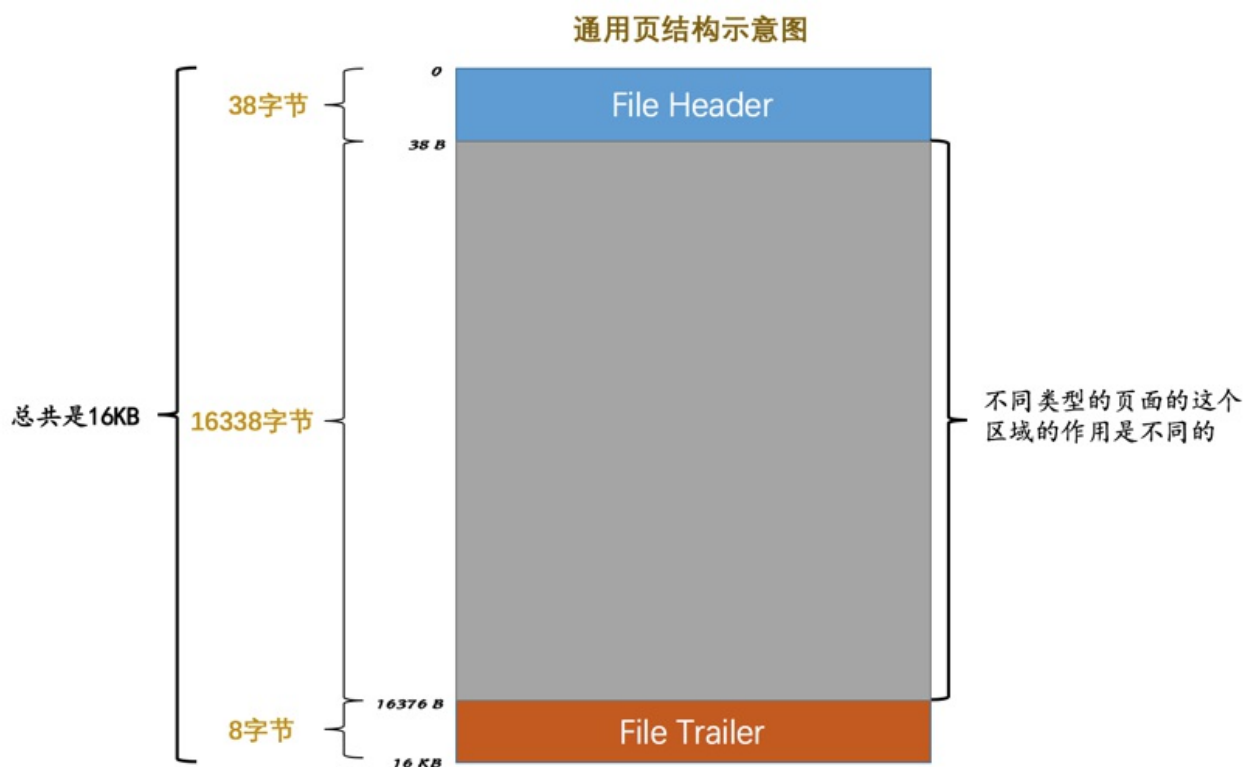 通用页结构示意图
0
38字节
File Header
38 B
总共是16KB
16338字节
不同类型的页面的这个
区域的作用是不同的
16376 B
8字节
File Trailer
16 KB